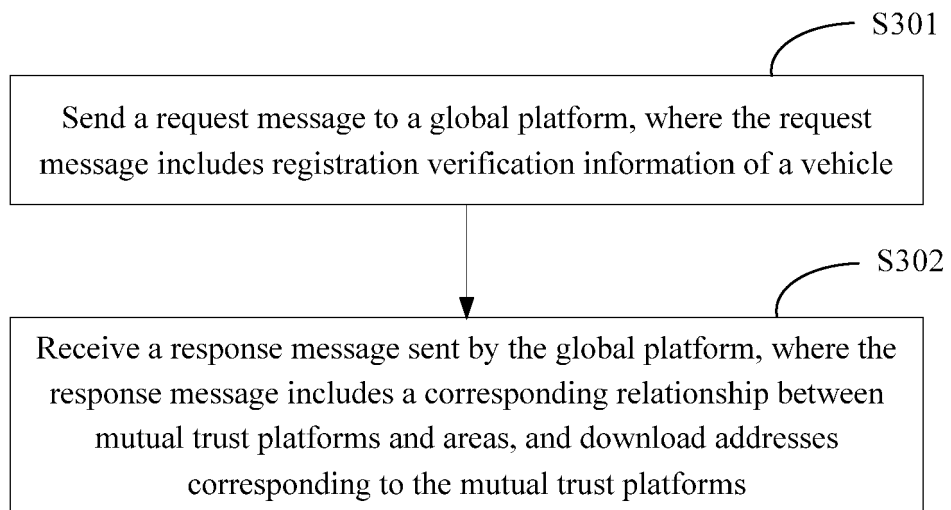 S301
Send a request message to a global platform, where the request
message includes registration verification information of a vehicle
S302
Receive a response message sent by the global platform, where the
response message includes a corresponding relationship between
mutual trust platforms and areas, and download addresses
corresponding to the mutual trust platforms